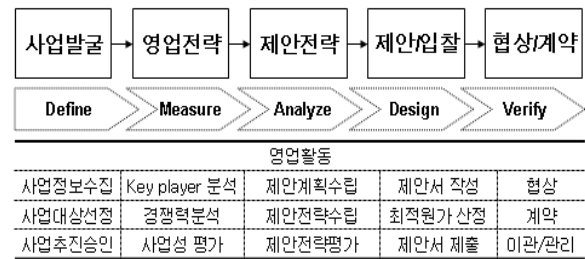 사업발굴 영업전략 제안전략 제안/입찰 협상/계약
Define Measure Analyze Design Verify
영업활동
사업정보수집 Key player 분석 제안계획수립 제안서 작성 협상
사업대상선정 경쟁력분석 제안전략수립 최적원가 산정 계약
사업추진승인 사업성 평가 제안전략평가 제안서 제출 이관/관리